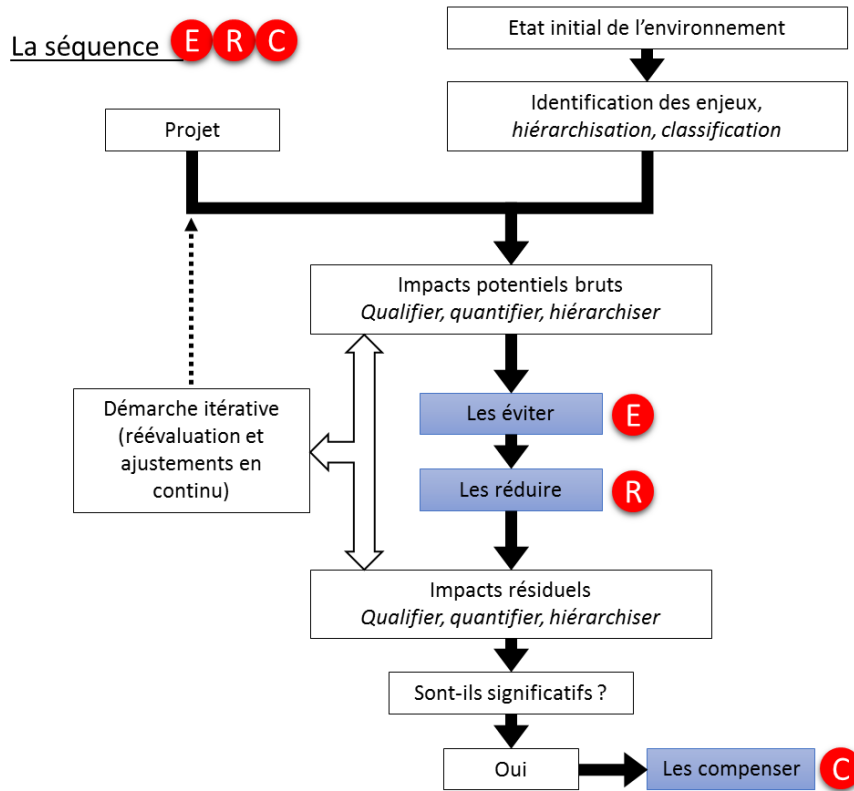 La séquence E R C
Etat initial de l’environnement
Identification des enjeux,
hiérarchisation, classification
Projet
Impacts potentiels bruts
Qualifier, quantifier, hiérarchiser
Démarche itérative
(réévaluation et
ajustements en
continu)
Les éviter E
Les réduire R
Impacts résiduels
Qualifier, quantifier, hiérarchiser
Sont-ils significatifs ?
Oui
Les compenser C